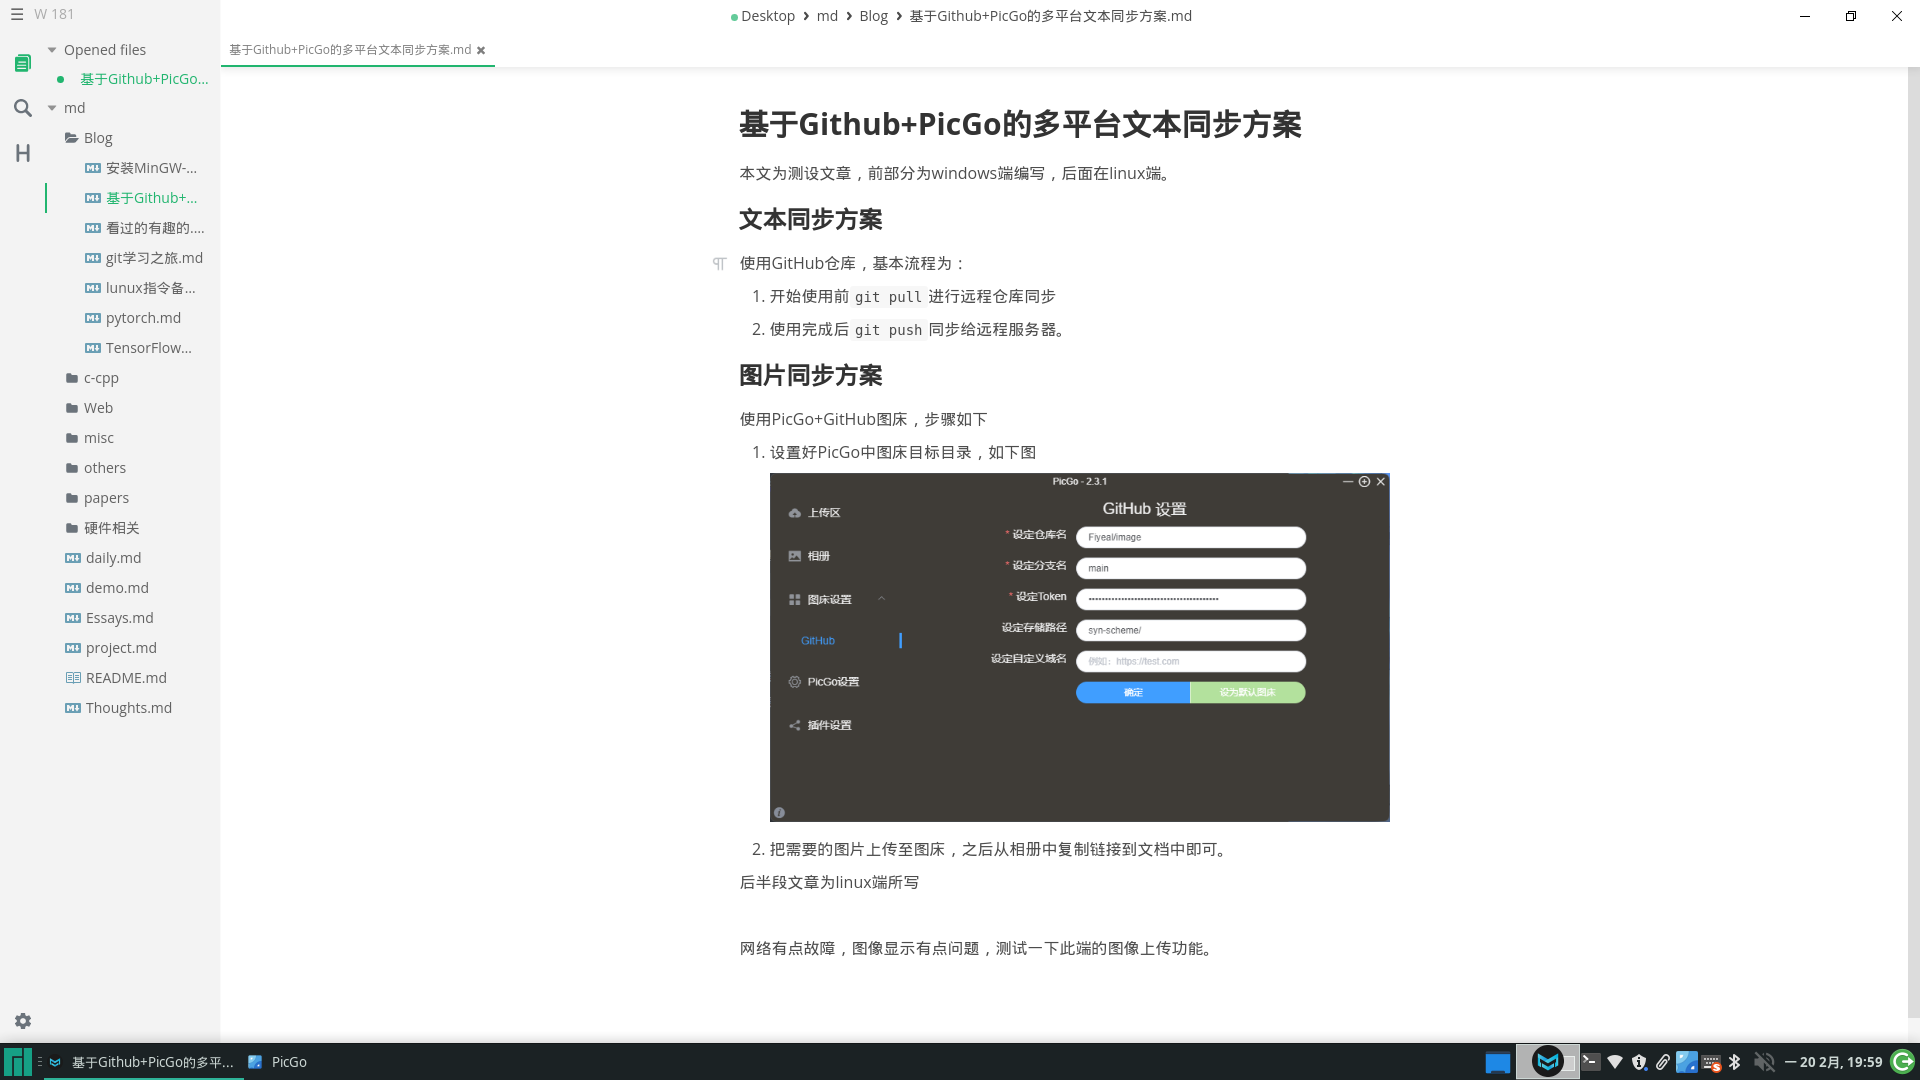 W 181
Desktop › md › Blog › 基于Github+PicGo的多平台文本同步方案.md
Opened files
基于Github+PicGo...
md
Blog
安装MinGW-...
基于Github+...
看过的有趣的....
git学习之旅.md
lunux指令备...
pytorch.md
TensorFlow...
c-cpp
Web
misc
others
papers
硬件相关
daily.md
demo.md
Essays.md
project.md
README.md
Thoughts.md
基于Github+PicGo的多平台文本同步方案.md
基于Github+PicGo的多平台文本同步方案
本文为测设文章，前部分为windows端编写，后面在linux端。
文本同步方案
使用GitHub仓库，基本流程为：
1. 开始使用前 git pull 进行远程仓库同步
2. 使用完成后 git push 同步给远程服务器。
图片同步方案
使用PicGo+GitHub图床，步骤如下
1. 设置好PicGo中图床目标目录，如下图
PicGo - 2.3.1
上传区
相册
图床设置
GitHub
PicGo设置
插件设置
GitHub 设置
* 设定仓库名 Fiyeal/image
* 设定分支名 main
* 设定Token
设定存储路径 syn-scheme/
设定自定义域名 例如：https://test.com
确定 设为默认图床
2. 把需要的图片上传至图床，之后从相册中复制链接到文档中即可。
后半段文章为linux端所写
网络有点故障，图像显示有点问题，测试一下此端的图像上传功能。
基于Github+PicGo的多平...
PicGo
一 20 2月, 19:59